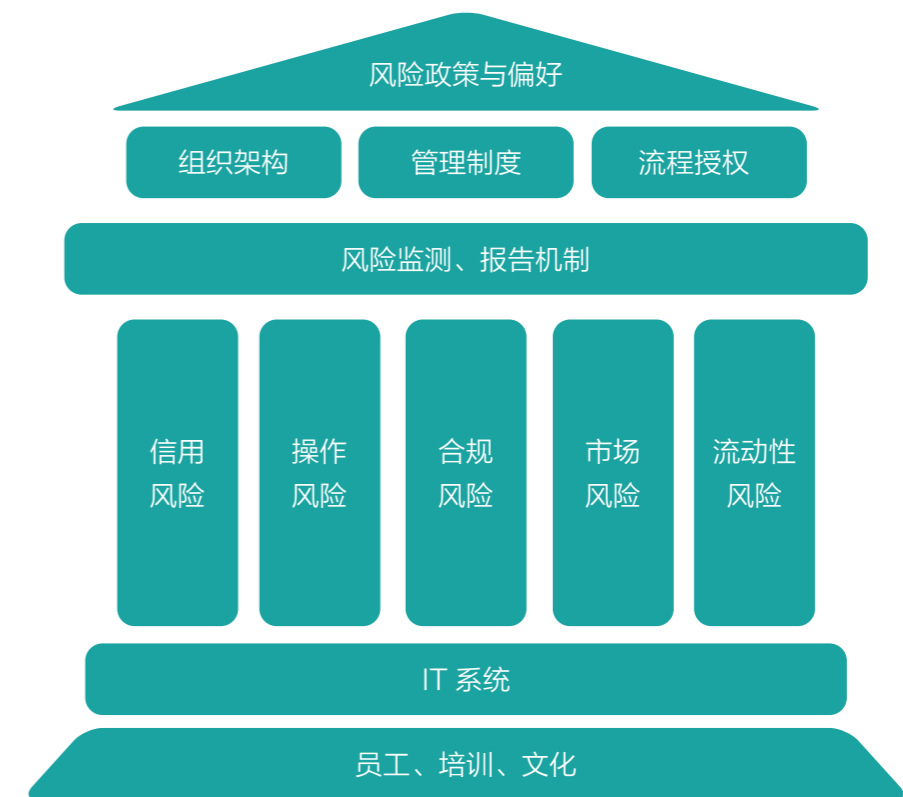 风险政策与偏好
组织架构
管理制度
流程授权
风险监测、报告机制
信用
风险
操作
风险
合规
风险
市场
风险
流动性
风险
IT 系统
员工、培训、文化